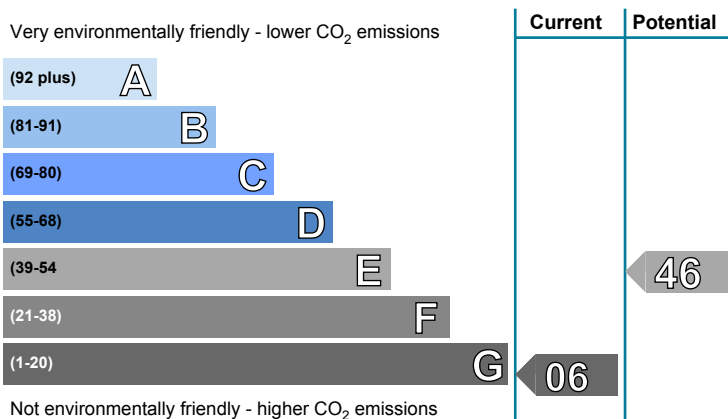 Current Potential
Very environmentally friendly - lower CO2 emissions
(92 plus) A
(81-91) B
(69-80) C
(55-68) D
(39-54 E
46
(21-38) F
(1-20) G
06
Not environmentally friendly - higher CO2 emissions